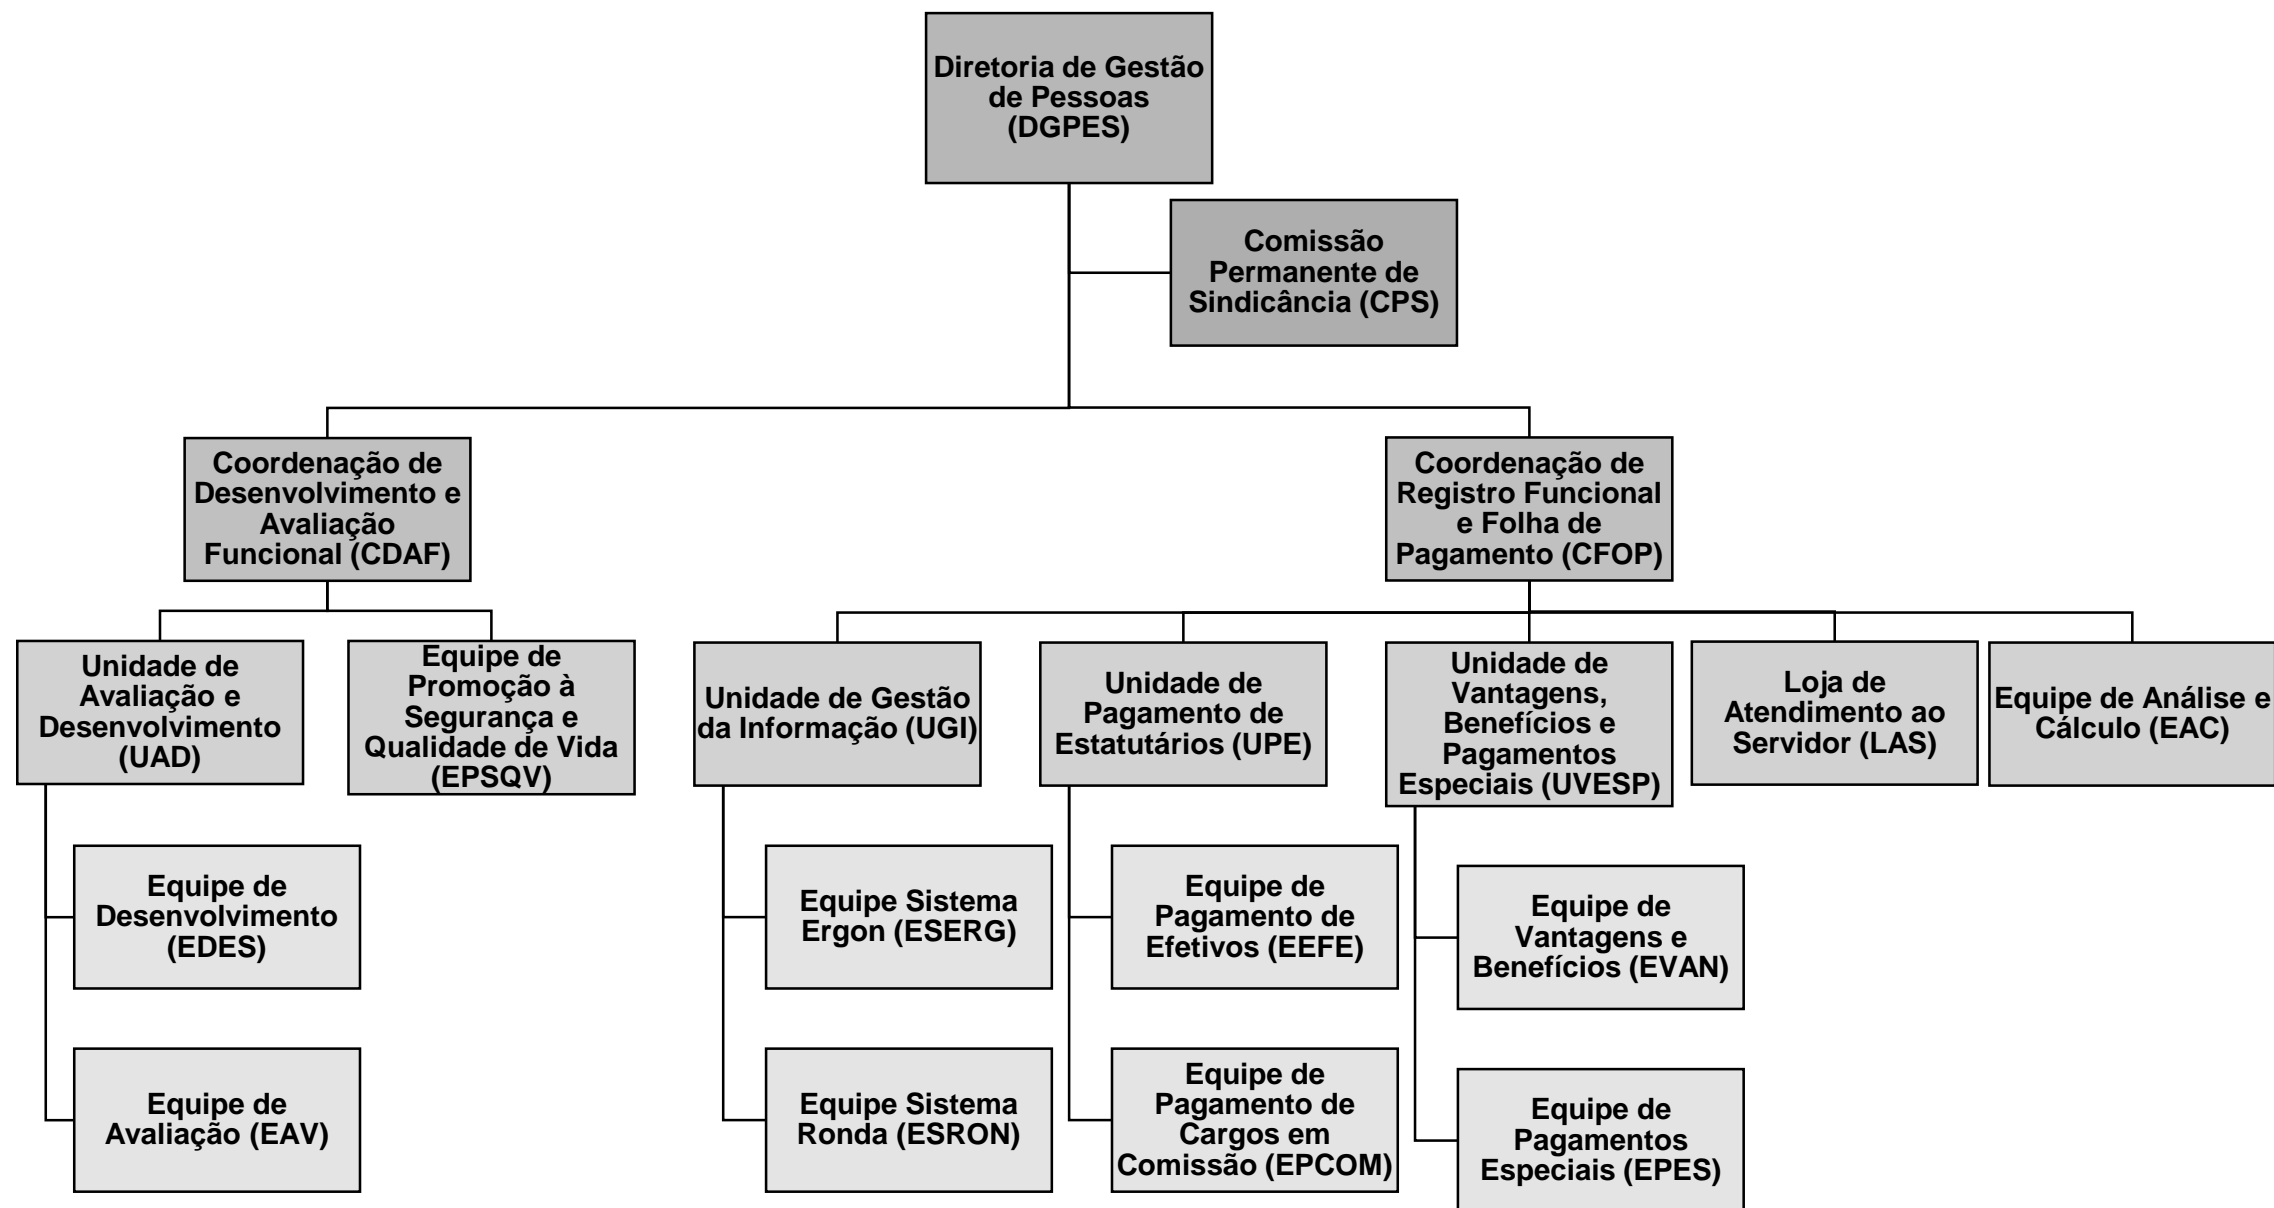 Diretoria de Gestão
de Pessoas
(DGPES)
Comissão
Permanente de
Sindicância (CPS)
Coordenação de
Desenvolvimento e
Avaliação
Funcional (CDAF)
Coordenação de
Registro Funcional
e Folha de
Pagamento (CFOP)
Unidade de
Avaliação e
Desenvolvimento
(UAD)
Equipe de
Promoção à
Segurança e
Qualidade de Vida
(EPSQV)
Unidade de Gestão
da Informação (UGI)
Unidade de
Pagamento de
Estatutários (UPE)
Unidade de
Vantagens,
Benefícios e
Pagamentos
Especiais (UVESP)
Loja de
Atendimento ao
Servidor (LAS)
Equipe de Análise e
Cálculo (EAC)
Equipe de
Desenvolvimento
(EDES)
Equipe Sistema
Ergon (ESERG)
Equipe de
Pagamento de
Efetivos (EEFE)
Equipe de
Vantagens e
Benefícios (EVAN)
Equipe de
Avaliação (EAV)
Equipe Sistema
Ronda (ESRON)
Equipe de
Pagamento de
Cargos em
Comissão (EPCOM)
Equipe de
Pagamentos
Especiais (EPES)